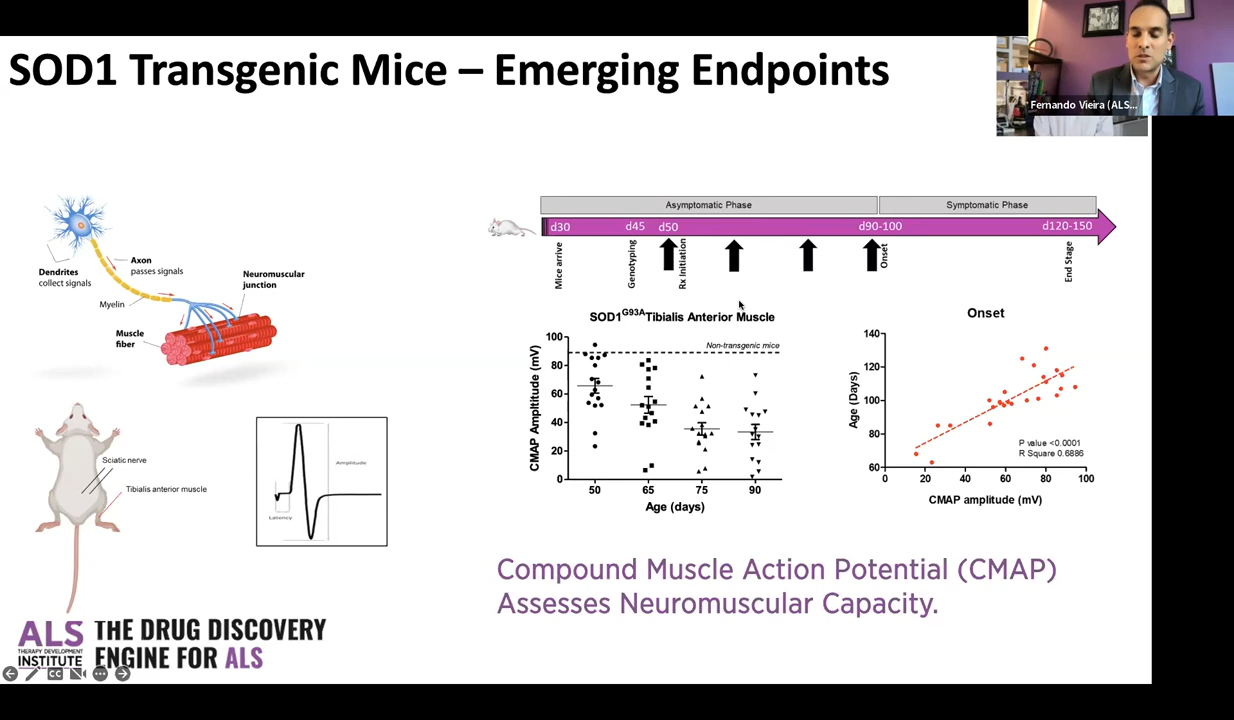 SOD1 Transgenic Mice – Emerging Endpoints
Fernando Vieira (ALS...
Dendrites
collect signals
Axon
passes signals
Myelin
Neuromuscular
junction
Muscle
fiber
Sciatic nerve
Tibialis anterior muscle
Amplitude
Latency
Asymptomatic Phase
Symptomatic Phase
d30
d45
d50
d90-100
d120-150
Mice arrive
Genotyping
Rx Initiation
Onset
End Stage
SOD1G93ATibialis Anterior Muscle
Non-transgenic mice
CMAP Ampltitude (mV)
100
80
60
40
20
0
50
65
75
90
Age (days)
Onset
Age (Days)
140
120
100
80
60
P value <0.0001
R Square 0.6886
0
20
40
60
80
100
CMAP amplitude (mV)
Compound Muscle Action Potential (CMAP)
Assesses Neuromuscular Capacity.
ALS
THERAPY DEVELOPMENT
INSTITUTE
THE DRUG DISCOVERY
ENGINE FOR ALS
CC